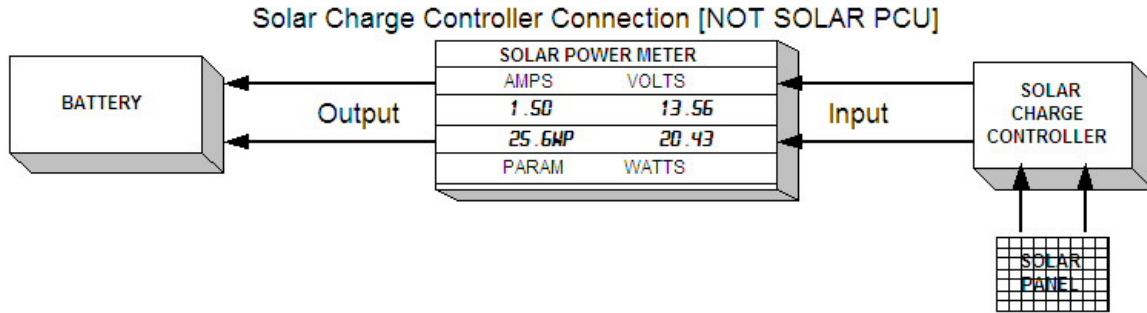 Solar Charge Controller Connection [NOT SOLAR PCU]
SOLAR POWER METER
AMPS VOLTS
1.50 13.56
25.6WP 20.43
PARAM WATTS
BATTERY
Output
Input
SOLAR
CHARGE
CONTROLLER
SOLAR
PANEL